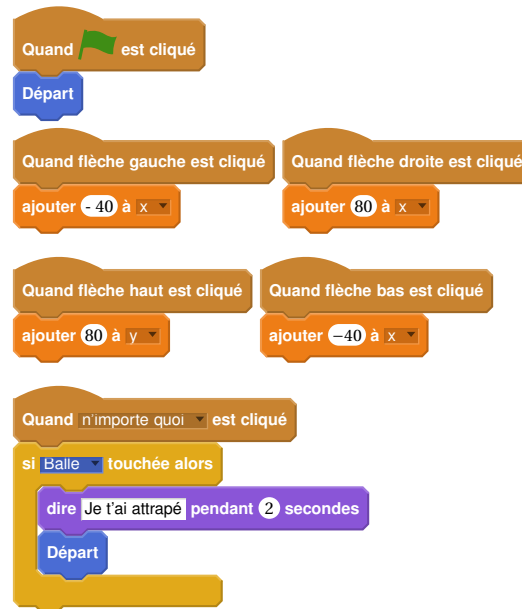 Quand est cliqué
Départ
Quand flèche gauche est cliqué
ajouter - 40 à x
Quand flèche droite est cliqué
ajouter 80 à x
Quand flèche haut est cliqué
ajouter 80 à y
Quand flèche bas est cliqué
ajouter −40 à x
Quand n'importe quoi est cliqué
si Balle touchée alors
dire Je t'ai attrapé pendant 2 secondes
Départ